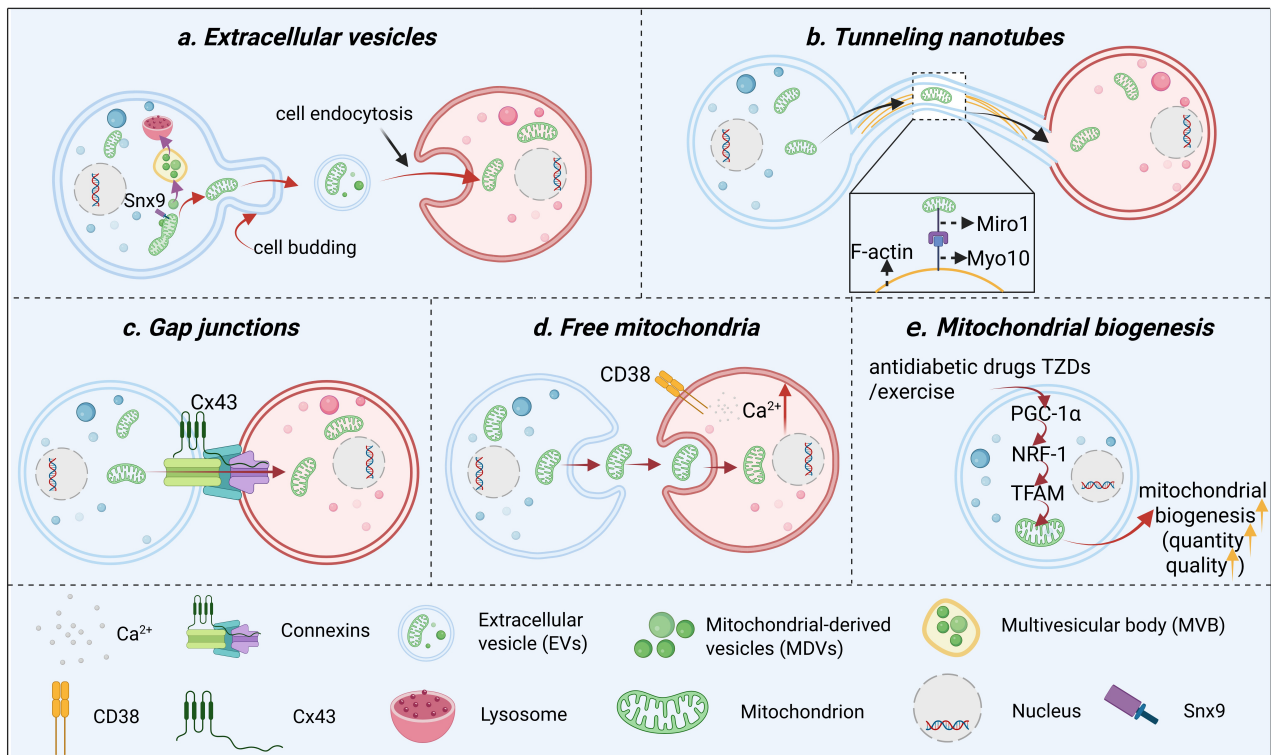 a. Extracellular vesicles
cell endocytosis
Snx9
cell budding
b. Tunneling nanotubes
Miro1
F-actin
Myo10
c. Gap junctions
Cx43
d. Free mitochondria
CD38
Ca²⁺
e. Mitochondrial biogenesis
antidiabetic drugs TZDs
/exercise
PGC-1α
NRF-1
TFAM
mitochondrial
biogenesis
(quantity
quality )
Ca²⁺
Connexins
Extracellular
vesicle (EVs)
Mitochondrial-derived
vesicles (MDVs)
Multivesicular body (MVB)
CD38
Cx43
Lysosome
Mitochondrion
Nucleus
Snx9